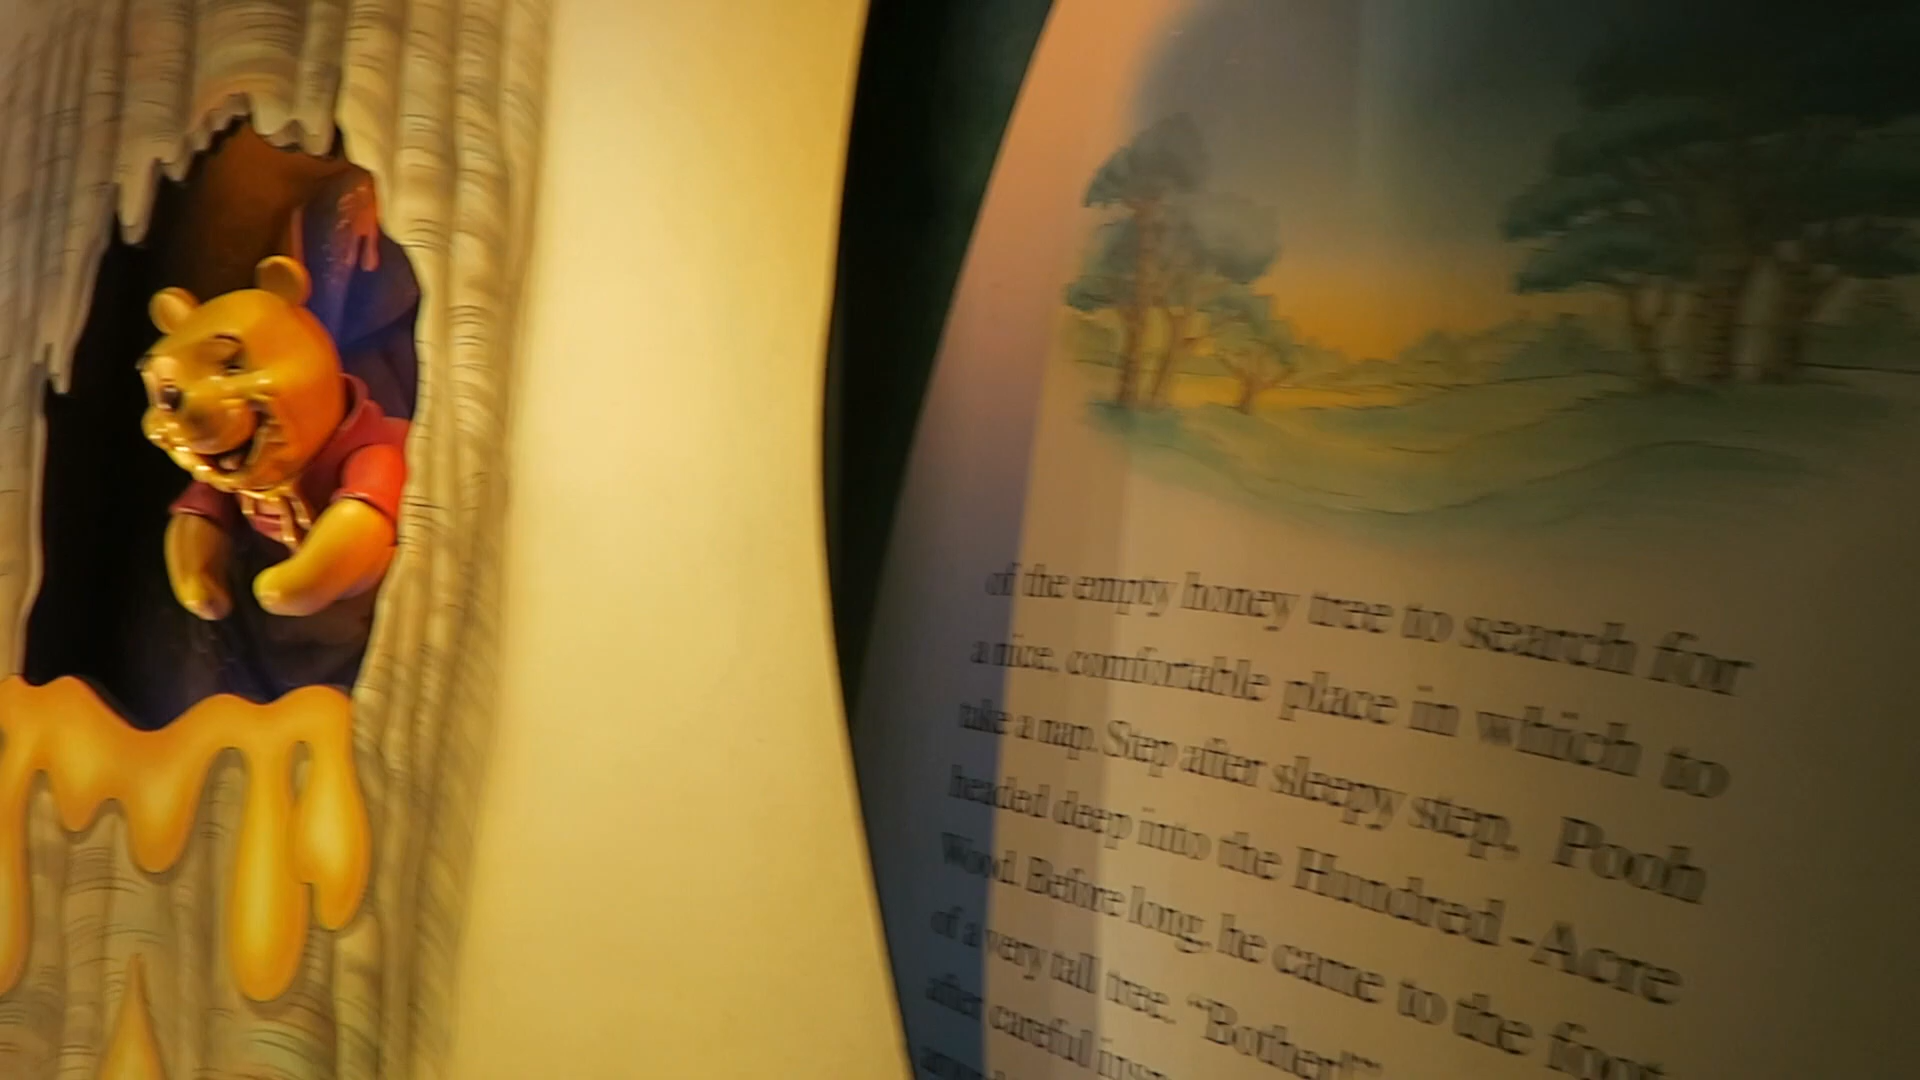 of the empty honey tree to search for
a nice, comfortable place in which to
take a nap. Step after sleepy step, Pooh
headed deep into the Hundred-Acre
Wood. Before long, he came to the foot
of a very tall tree. "Bother!"
after careful